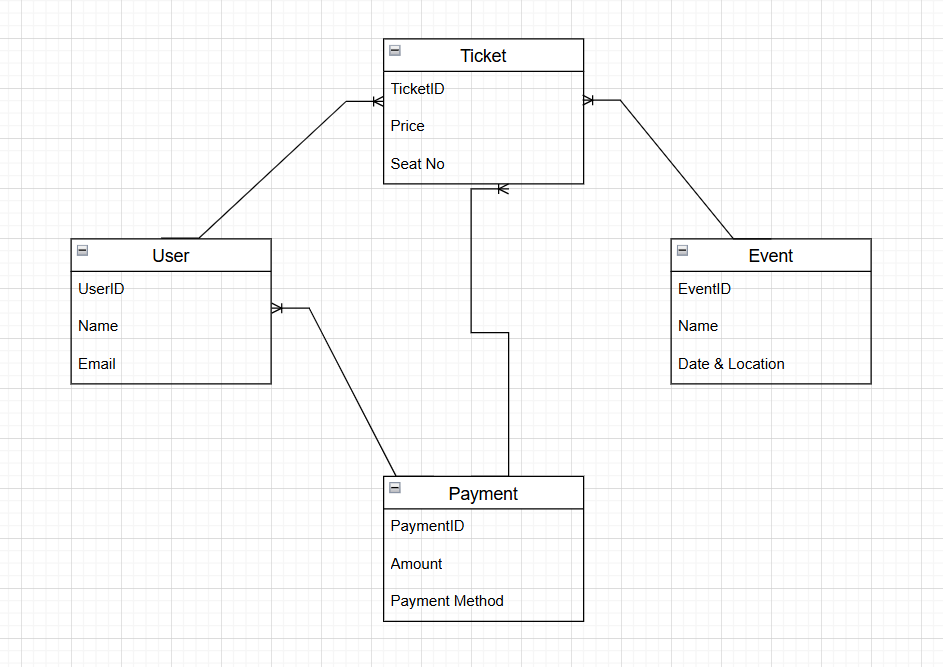 Ticket
TicketID
Price
Seat No
User
UserID
Name
Email
Event
EventID
Name
Date & Location
Payment
PaymentID
Amount
Payment Method